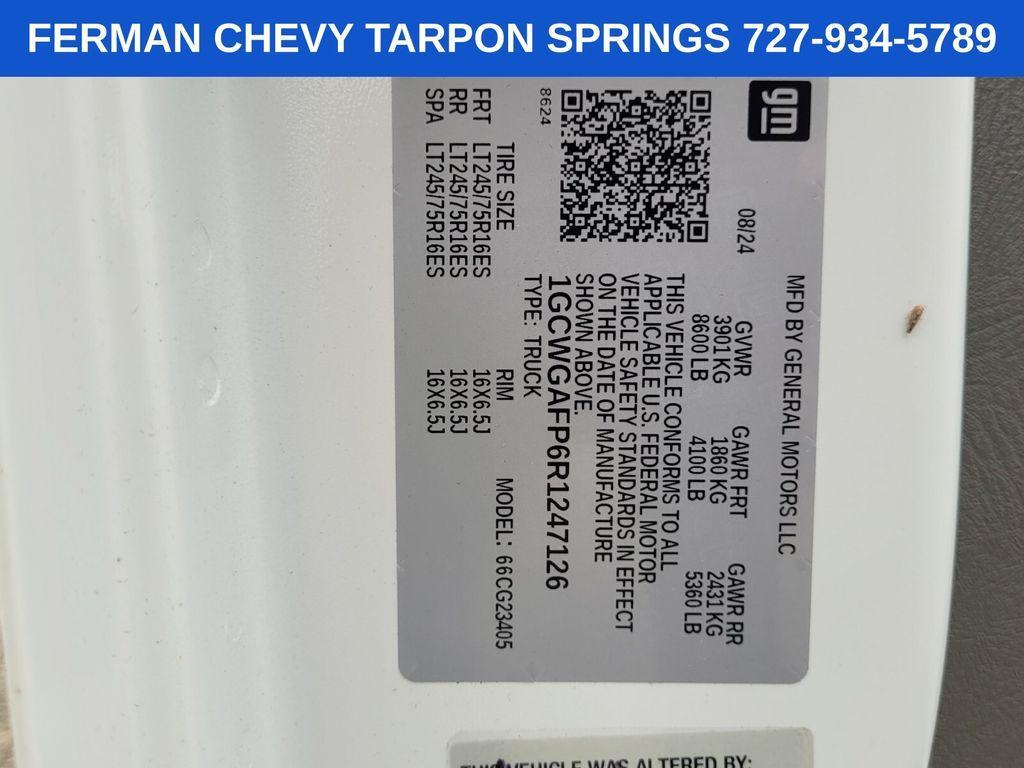 FERMAN CHEVY TARPON SPRINGS 727-934-5789
gm
MFD BY GENERAL MOTORS LLC
08/24
GVWR GAWR FRT GAWR RR
3901 KG 1860 KG 2431 KG
8600 LB 4100 LB 5360 LB
THIS VEHICLE CONFORMS TO ALL
APPLICABLE U.S. FEDERAL MOTOR
VEHICLE SAFETY STANDARDS IN EFFECT
ON THE DATE OF MANUFACTURE
SHOWN ABOVE.
1GCWGAFP6R1247126
8624
TYPE: TRUCK
TIRE SIZE RIM MODEL: 66CG23405
FRT LT245/75R16ES 16X6.5J
RR LT245/75R16ES 16X6.5J
SPA LT245/75R16ES 16X6.5J
THIS VEHICLE WAS ALTERED BY: